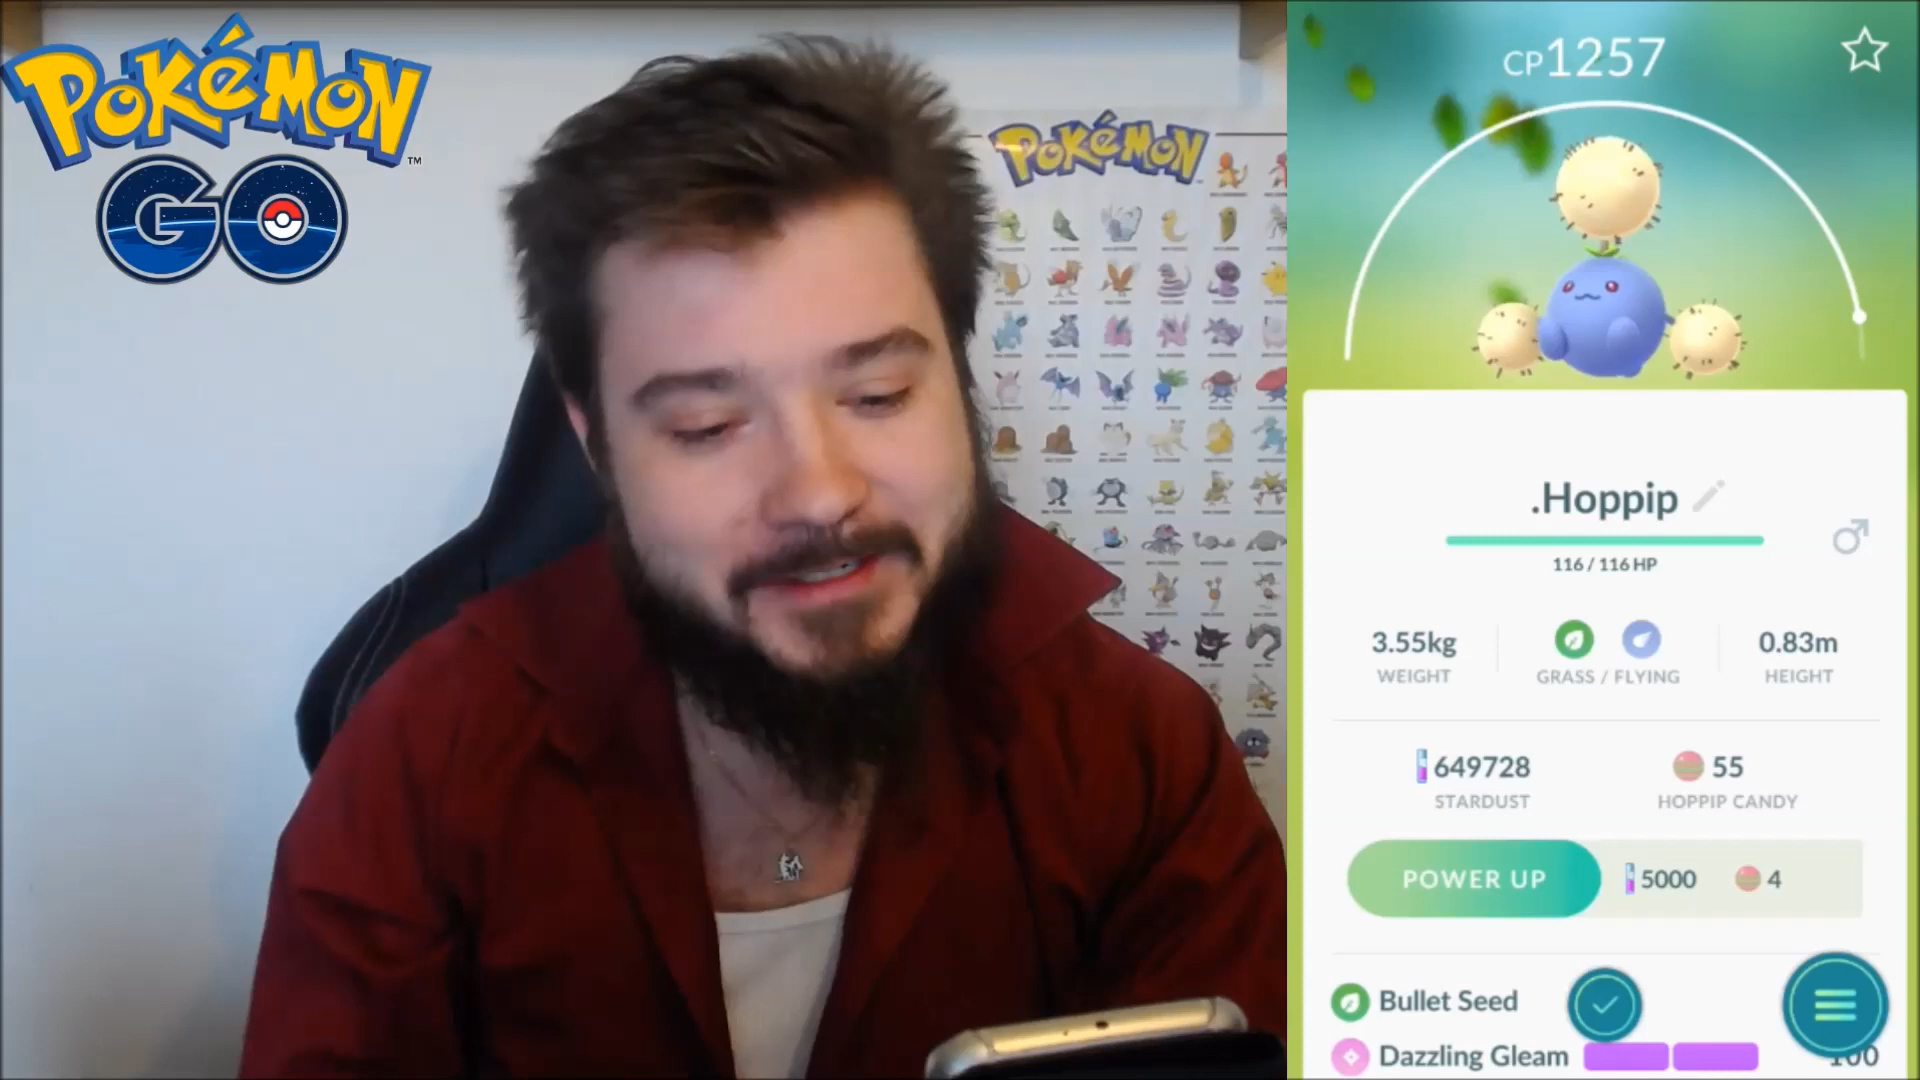 POKéMON
™
GO
POKéMON
CP1257
.Hoppip
116 / 116 HP
3.55kg
WEIGHT
GRASS / FLYING
0.83m
HEIGHT
649728
STARDUST
55
HOPPIP CANDY
POWER UP
5000
4
Bullet Seed
Dazzling Gleam
100